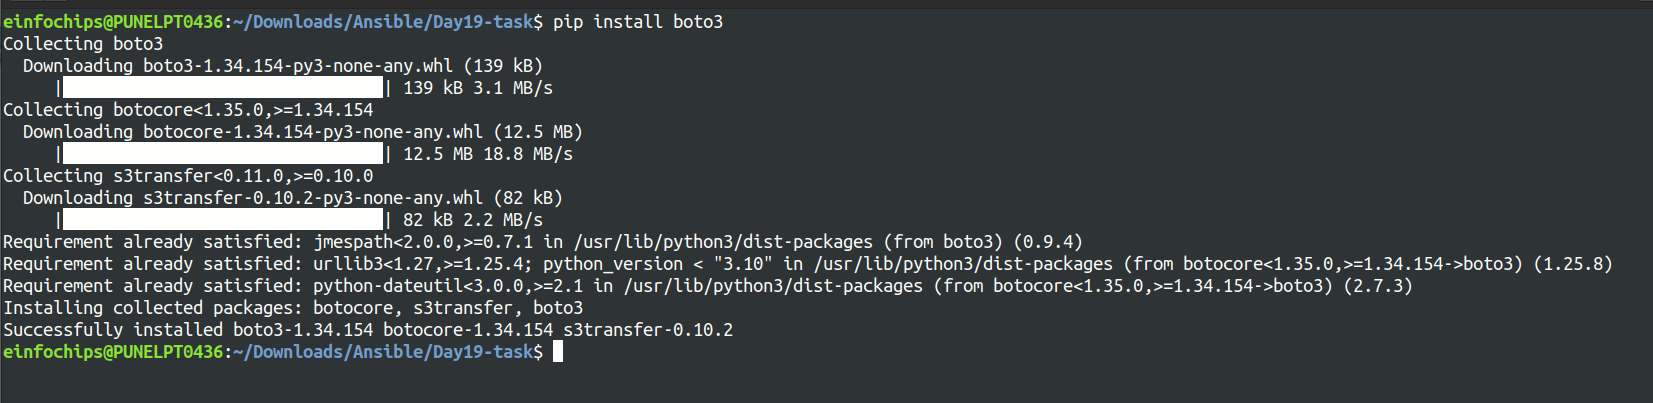 einfochips@PUNELPT0436:~/Downloads/Ansible/Day19-task$ pip install boto3
Collecting boto3
  Downloading boto3-1.34.154-py3-none-any.whl (139 kB)
     |████████████████████████████████| 139 kB 3.1 MB/s
Collecting botocore<1.35.0,>=1.34.154
  Downloading botocore-1.34.154-py3-none-any.whl (12.5 MB)
     |████████████████████████████████| 12.5 MB 18.8 MB/s
Collecting s3transfer<0.11.0,>=0.10.0
  Downloading s3transfer-0.10.2-py3-none-any.whl (82 kB)
     |████████████████████████████████| 82 kB 2.2 MB/s
Requirement already satisfied: jmespath<2.0.0,>=0.7.1 in /usr/lib/python3/dist-packages (from boto3) (0.9.4)
Requirement already satisfied: urllib3<1.27,>=1.25.4; python_version < "3.10" in /usr/lib/python3/dist-packages (from botocore<1.35.0,>=1.34.154->boto3) (1.25.8)
Requirement already satisfied: python-dateutil<3.0.0,>=2.1 in /usr/lib/python3/dist-packages (from botocore<1.35.0,>=1.34.154->boto3) (2.7.3)
Installing collected packages: botocore, s3transfer, boto3
Successfully installed boto3-1.34.154 botocore-1.34.154 s3transfer-0.10.2
einfochips@PUNELPT0436:~/Downloads/Ansible/Day19-task$